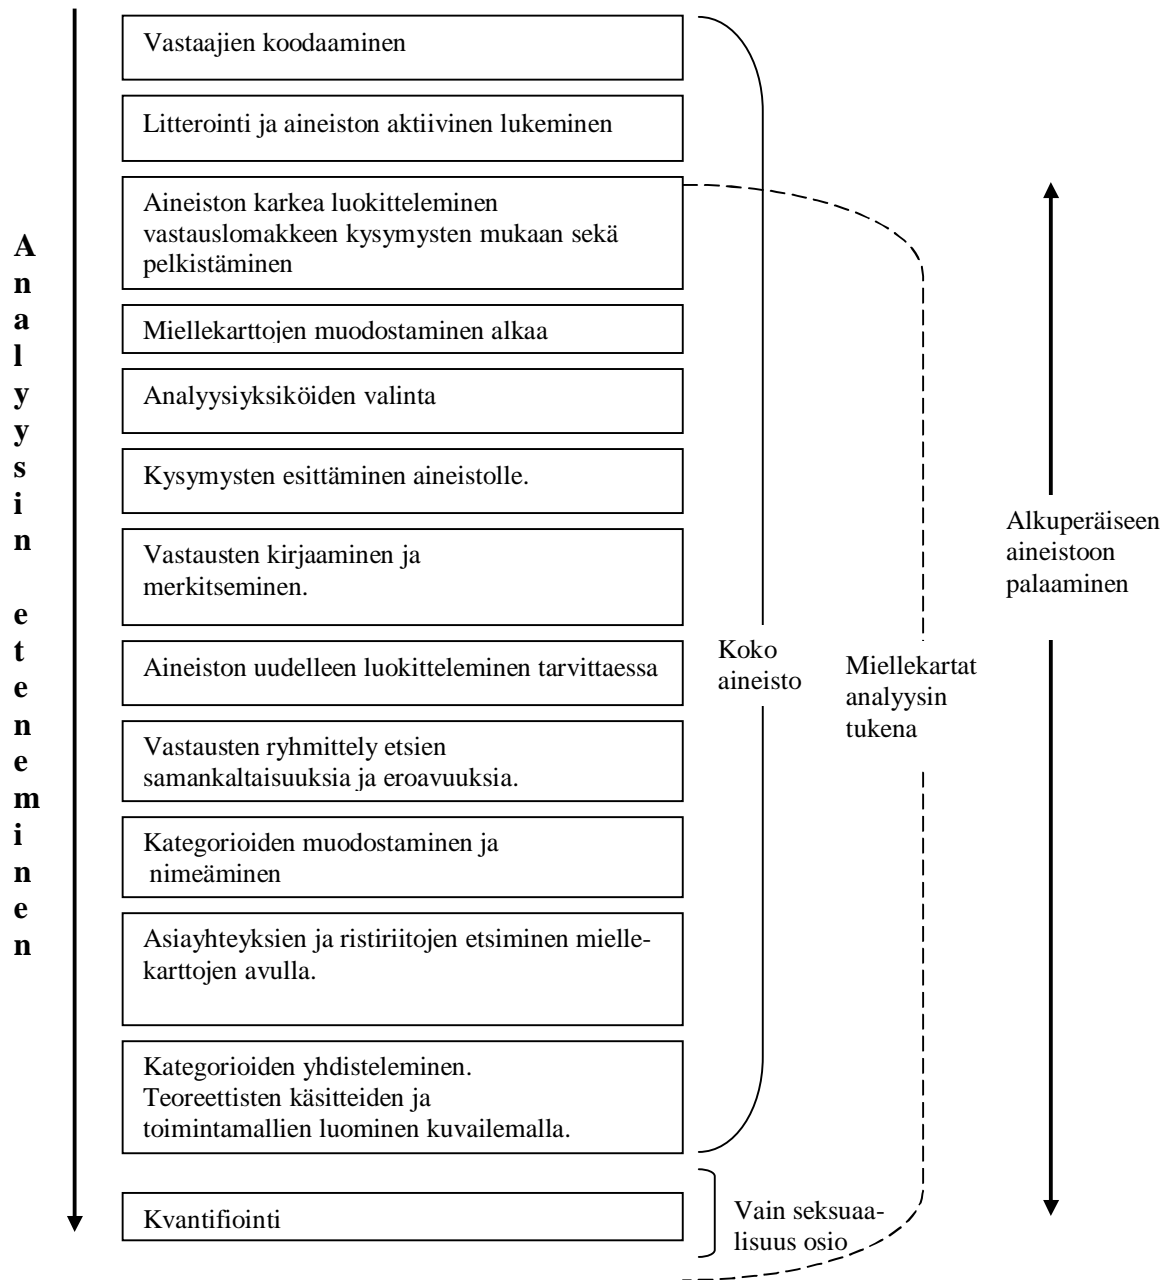 Analyysin eteneminen
Vastaajien koodaaminen
Litterointi ja aineiston aktiivinen lukeminen
Aineiston karkea luokitteleminen
vastauslomakkeen kysymysten mukaan sekä
pelkistäminen
Miellekarttojen muodostaminen alkaa
Analyysiyksiköiden valinta
Kysymysten esittäminen aineistolle.
Vastausten kirjaaminen ja
merkitseminen.
Aineiston uudelleen luokitteleminen tarvittaessa
Vastausten ryhmittely etsien
samankaltaisuuksia ja eroavuuksia.
Kategorioiden muodostaminen ja
nimeäminen
Asiayhteyksien ja ristiriitojen etsiminen mielle-
karttojen avulla.
Kategorioiden yhdisteleminen.
Teoreettisten käsitteiden ja
toimintamallien luominen kuvailemalla.
Kvantifiointi
Koko
aineisto
Vain seksuaa-
lisuus osio
Miellekartat
analyysin
tukena
Alkuperäiseen
aineistoon
palaaminen